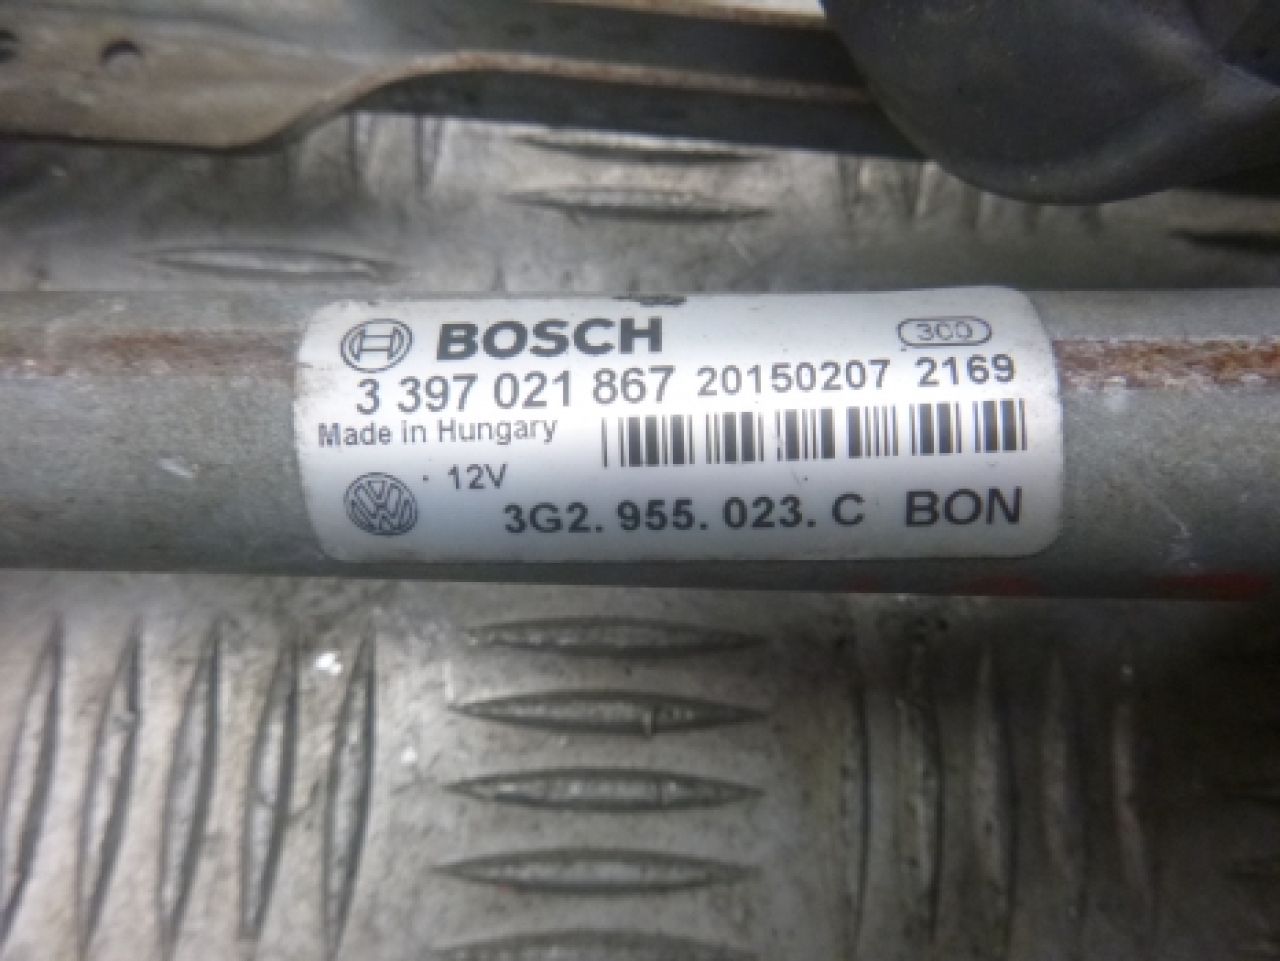 BOSCH 300
3 397 021 867 20150207 2169
Made in Hungary
12V
3G2. 955. 023. C BON